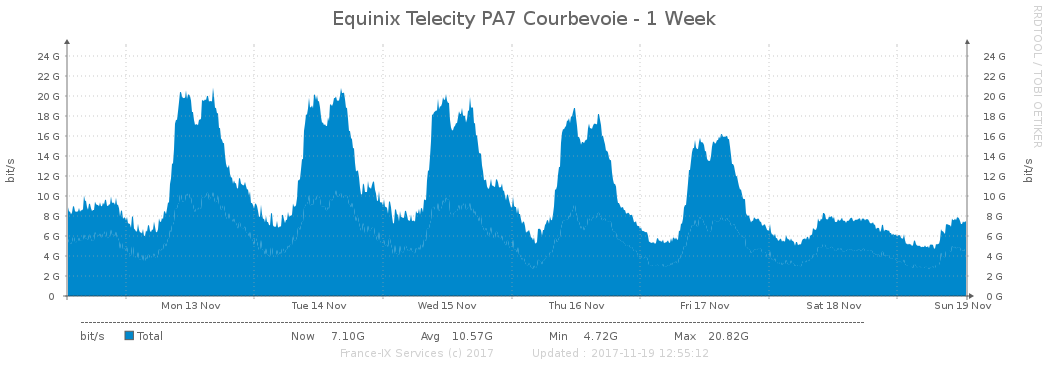 Equinix Telecity PA7 Courbevoie - 1 Week
RRDTOOL / TOBI OETIKER
bit/s
24 G 24 G
22 G 22 G
20 G 20 G
18 G 18 G
16 G 16 G
14 G 14 G
12 G 12 G
10 G 10 G
8 G 8 G
6 G 6 G
4 G 4 G
2 G 2 G
0 0 G
bit/s
Mon 13 Nov Tue 14 Nov Wed 15 Nov Thu 16 Nov Fri 17 Nov Sat 18 Nov Sun 19 Nov
bit/s Total Now 7.10G Avg 10.57G Min 4.72G Max 20.82G
France-IX Services (c) 2017 Updated : 2017-11-19 12:55:12